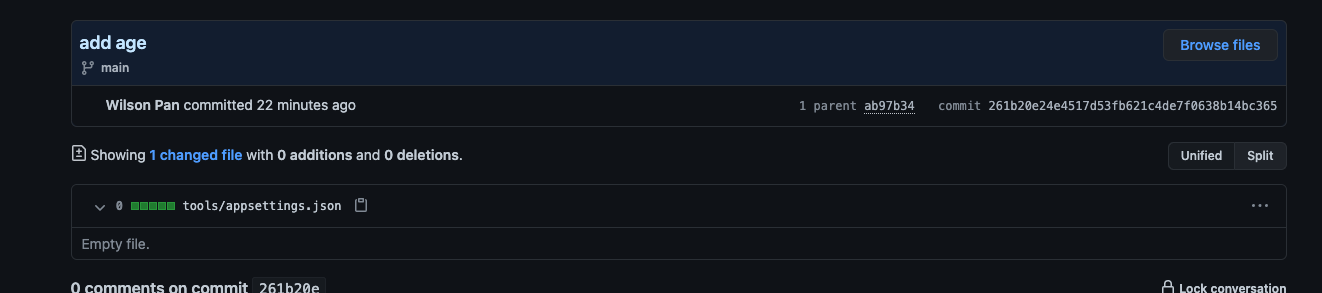 add age
Browse files
main
Wilson Pan committed 22 minutes ago
1 parent ab97b34 commit 261b20e24e4517d53fb621c4de7f0638b14bc365
Showing 1 changed file with 0 additions and 0 deletions.
Unified Split
0 tools/appsettings.json
Empty file.
0 comments on commit 261b20e
Lock conversation